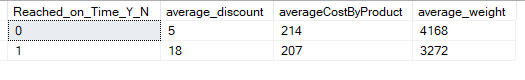 Reached_on_Time_Y_N average_discount averageCostByProduct average_weight
0 5 214 4168
1 18 207 3272